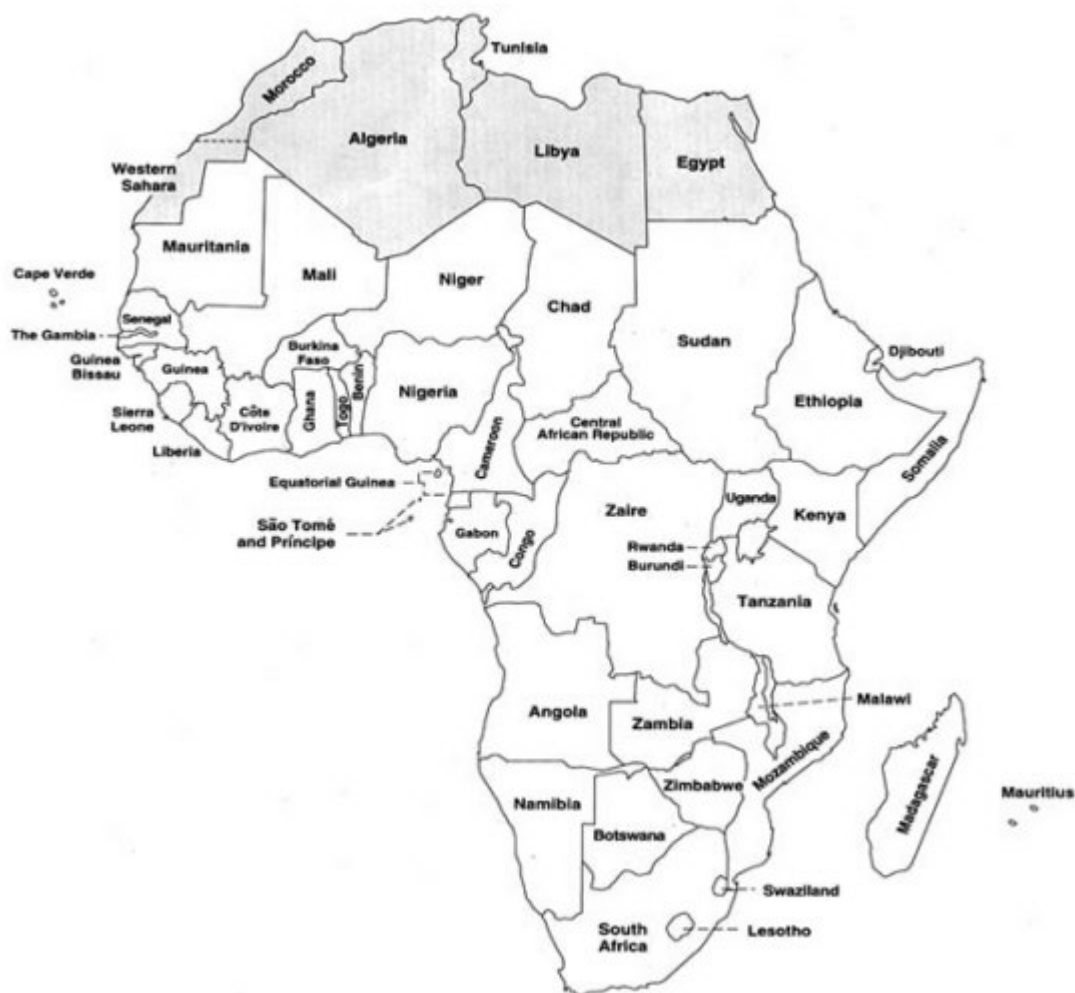 Tunisia
Morocco
Algeria
Libya
Egypt
Western
Sahara
Mauritania
Mali
Niger
Chad
Sudan
Cape Verde
Senegal
The Gambia
Guinea
Bissau
Guinea
Burkina
Faso
Djibouti
Sierra
Leone
Côte
D'Ivoire
Ghana
Togo
Benin
Nigeria
Ethiopia
Central
African Republic
Liberia
Cameroon
Somalia
Equatorial Guinea
São Tomé
and Príncipe
Gabon
Congo
Zaire
Uganda
Kenya
Rwanda
Burundi
Tanzania
Angola
Zambia
Malawi
Mozambique
Zimbabwe
Madagascar
Mauritius
Namibia
Botswana
Swaziland
South
Africa
Lesotho